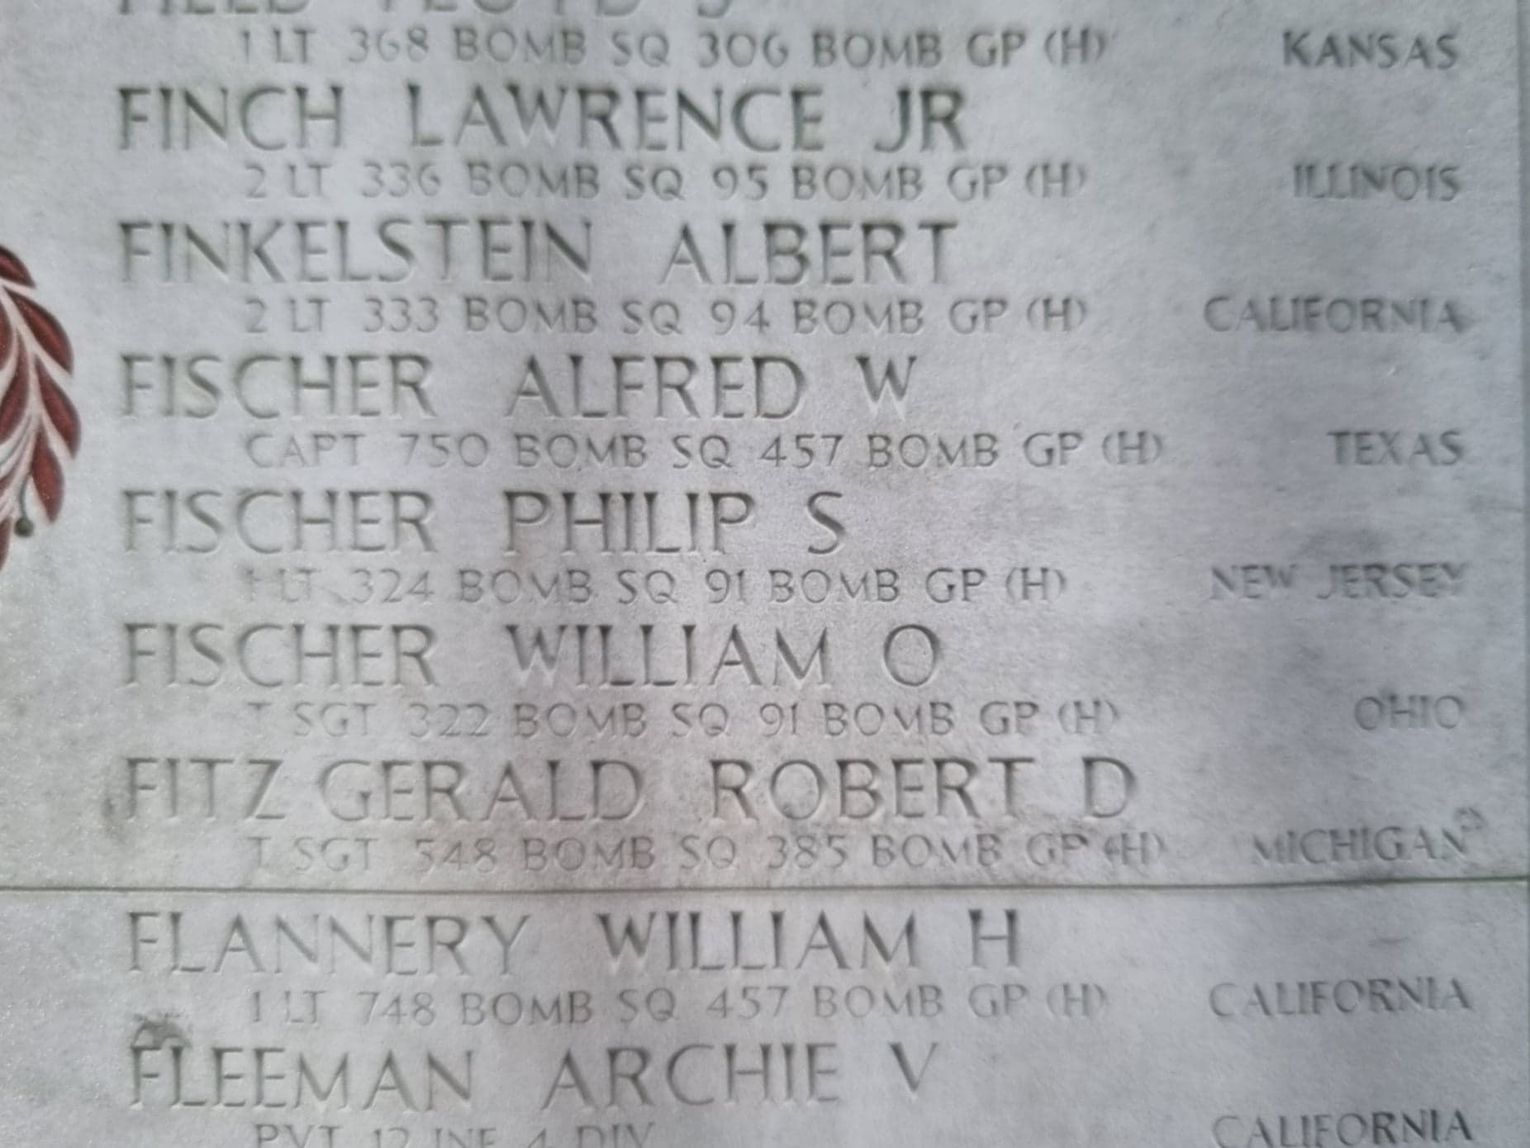 FIELD FLOYD S
1 LT 368 BOMB SQ 306 BOMB GP (H) KANSAS
FINCH LAWRENCE JR
2 LT 336 BOMB SQ 95 BOMB GP (H) ILLINOIS
FINKELSTEIN ALBERT
2 LT 333 BOMB SQ 94 BOMB GP (H) CALIFORNIA
FISCHER ALFRED W
CAPT 750 BOMB SQ 457 BOMB GP (H) TEXAS
FISCHER PHILIP S
1 LT 324 BOMB SQ 91 BOMB GP (H) NEW JERSEY
FISCHER WILLIAM O
T SGT 322 BOMB SQ 91 BOMB GP (H) OHIO
FITZ GERALD ROBERT D
T SGT 548 BOMB SQ 385 BOMB GP (H) MICHIGAN
FLANNERY WILLIAM H
1 LT 748 BOMB SQ 457 BOMB GP (H) CALIFORNIA
FLEEMAN ARCHIE V
PVT 12 INF 4 DIV CALIFORNIA